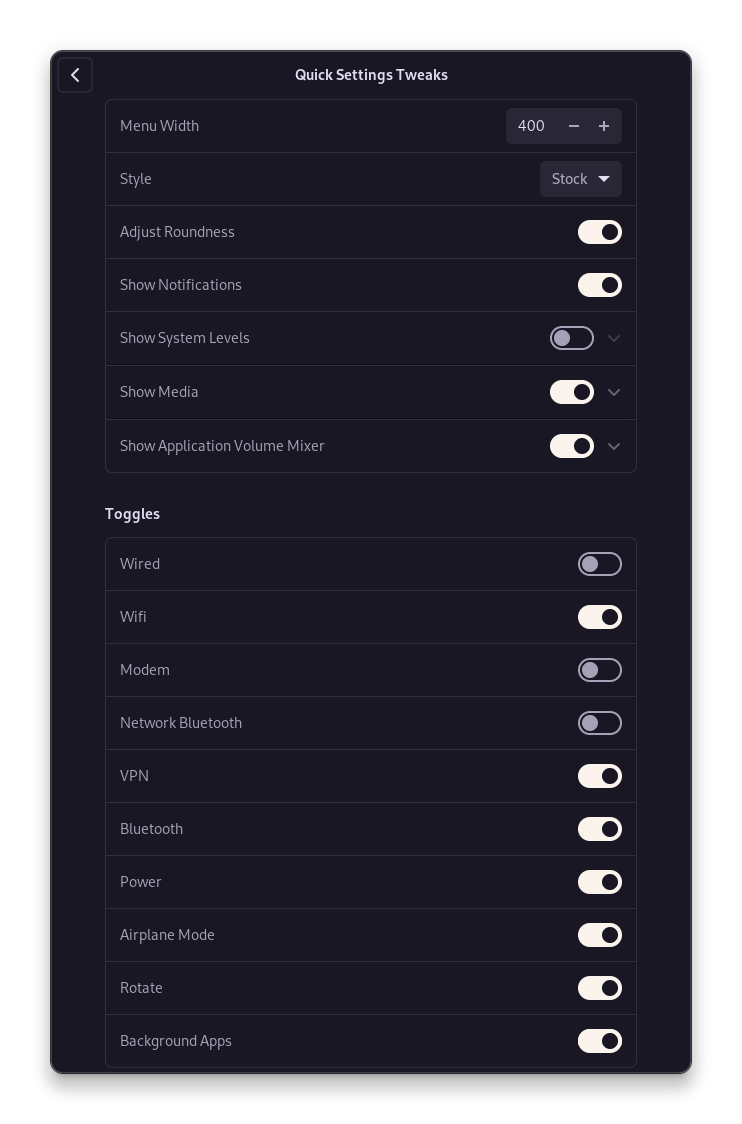 Quick Settings Tweaks
Menu Width
400
Style
Stock
Adjust Roundness
Show Notifications
Show System Levels
Show Media
Show Application Volume Mixer
Toggles
Wired
Wifi
Modem
Network Bluetooth
VPN
Bluetooth
Power
Airplane Mode
Rotate
Background Apps